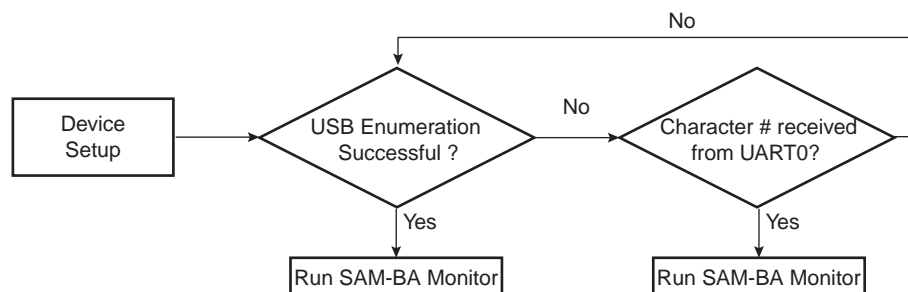 No
Device
Setup
USB Enumeration
Successful ?
No
Character # received
from UART0?
Yes
Yes
Run SAM-BA Monitor
Run SAM-BA Monitor